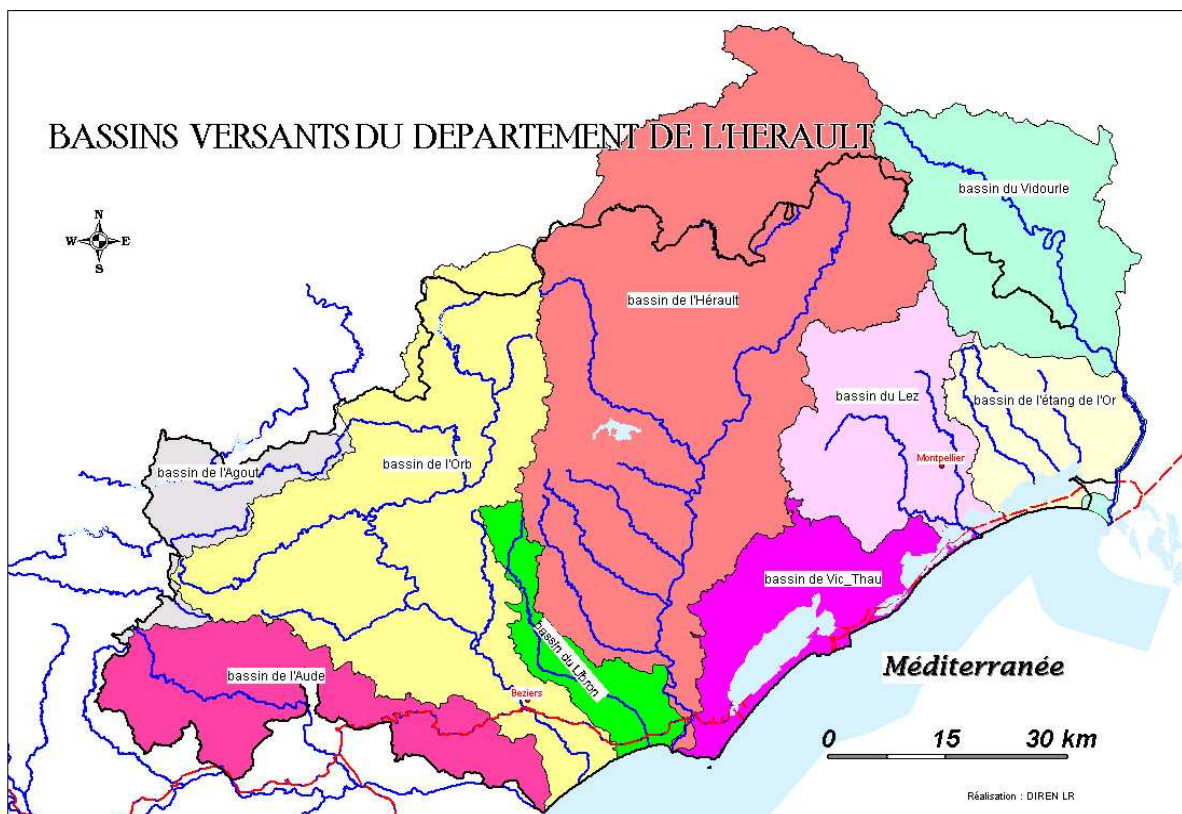 BASSINS VERSANTS DU DEPARTEMENT DE L'HERAULT
N
W E
S
bassin du Vidourle
bassin de l'Hérault
bassin du Lez
bassin de l'étang de l'Or
bassin de l'Agout
bassin de l'Orb
Montpellier
bassin de Vic_Thau
bassin du Libron
bassin de l'Aude
Beziers
Méditerranée
0 15 30 km
Réalisation : DIREN LR